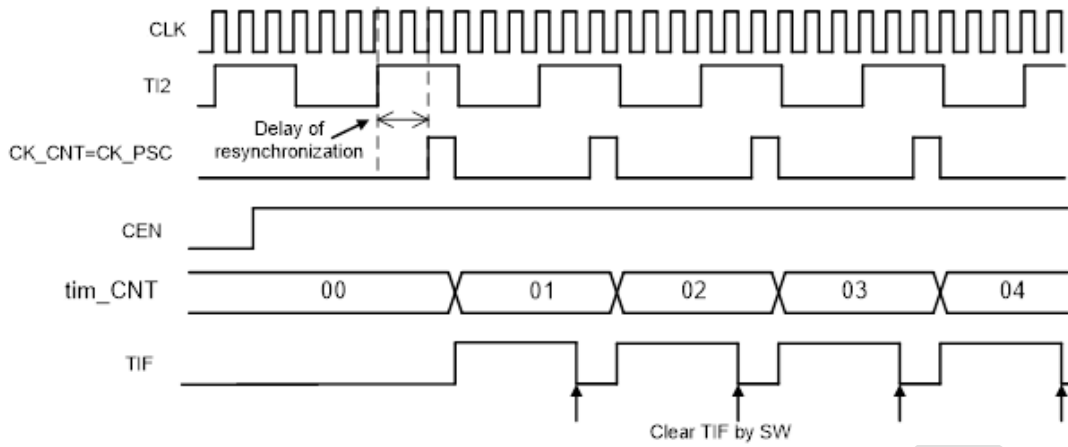 CLK
TI2
Delay of
resynchronization
CK_CNT=CK_PSC
CEN
tim_CNT 00 01 02 03 04
TIF
Clear TIF by SW